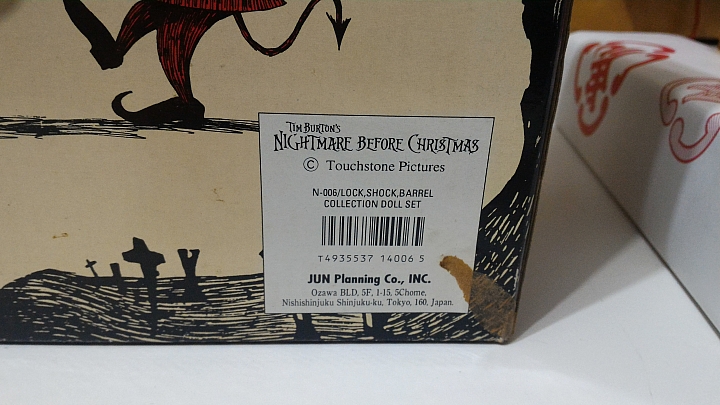 TIM BURTON'S
NIGHTMARE BEFORE CHRISTMAS
© Touchstone Pictures
N-006/LOCK,SHOCK,BARREL
COLLECTION DOLL SET
T4935537 14006 5
JUN Planning Co., INC.
Ozawa BLD, 5F, 1-15, 5Chome,
Nishishinjuku Shinjuku-ku, Tokyo, 160, Japan.